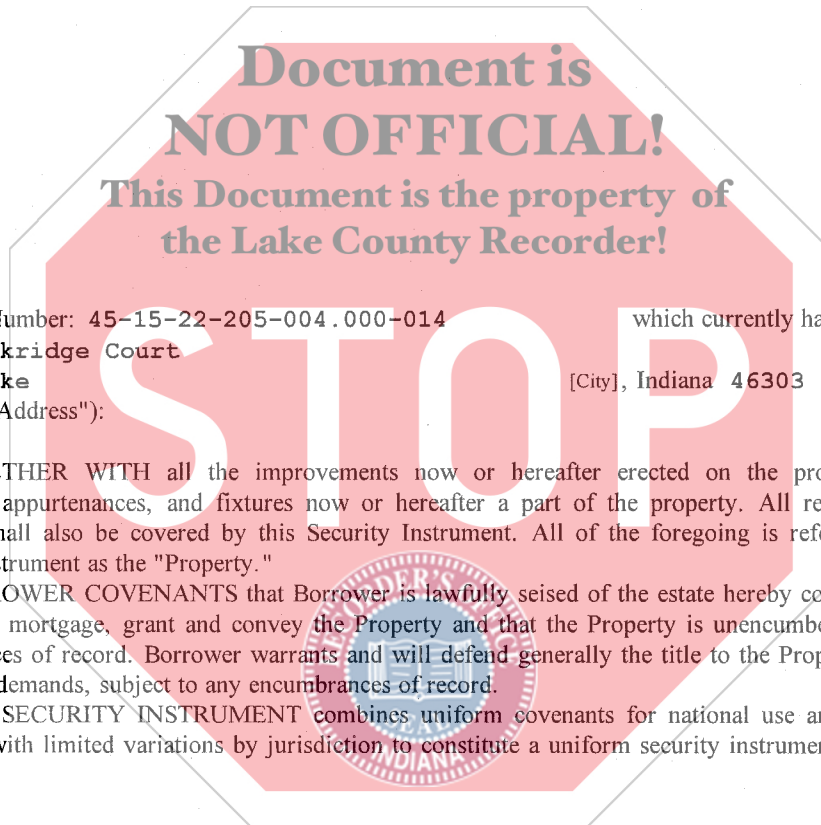 Document is
NOT OFFICIAL!
This Document is the property of
the Lake County Recorder!
STOP
umber: 45-15-22-205-004.000-014 which currently ha
kridge Court
ke [City], Indiana 46303
Address"):
THER WITH all the improvements now or hereafter erected on the pro
appurtenances, and fixtures now or hereafter a part of the property. All re
hall also be covered by this Security Instrument. All of the foregoing is refe
strument as the "Property."
OWER COVENANTS that Borrower is lawfully seised of the estate hereby co
mortgage, grant and convey the Property and that the Property is unencumbe
ces of record. Borrower warrants and will defend generally the title to the Prop
demands, subject to any encumbrances of record.
SECURITY INSTRUMENT combines uniform covenants for national use an
with limited variations by jurisdiction to constitute a uniform security instrumen
RECORDER'S OFFICE
SEAL
INDIANA